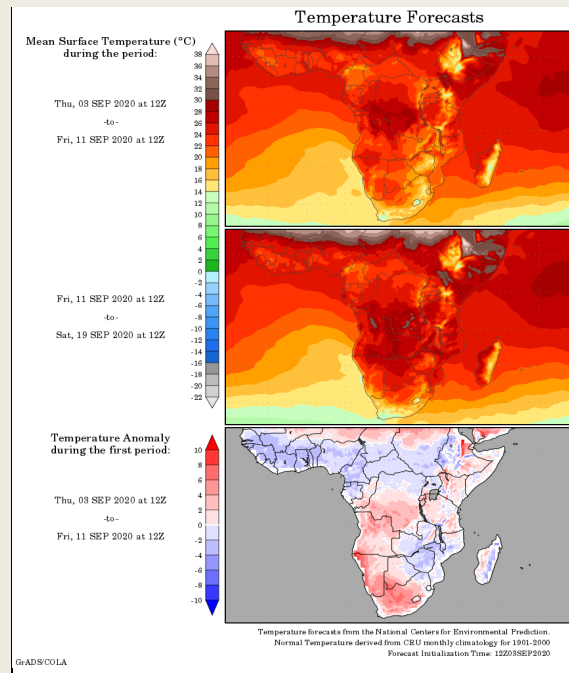 Temperature Forecasts
Mean Surface Temperature (°C)
during the period:
Thu, 03 SEP 2020 at 12Z
-to-
Fri, 11 SEP 2020 at 12Z
38
36
34
32
30
28
26
24
22
20
18
16
14
12
10
8
6
4
2
0
-2
-4
-6
-8
-10
-12
-14
-16
-18
-20
-22
Fri, 11 SEP 2020 at 12Z
-to-
Sat, 19 SEP 2020 at 12Z
Temperature Anomaly
during the first period:
Thu, 03 SEP 2020 at 12Z
-to-
Fri, 11 SEP 2020 at 12Z
10
8
6
4
2
0
-2
-4
-6
-8
-10
Temperature forecasts from the National Centers for Environmental Prediction.
Normal Temperature derived from CRU monthly climatology for 1901-2000
Forecast Initialization Time: 12Z03SEP2020
GrADS/COLA